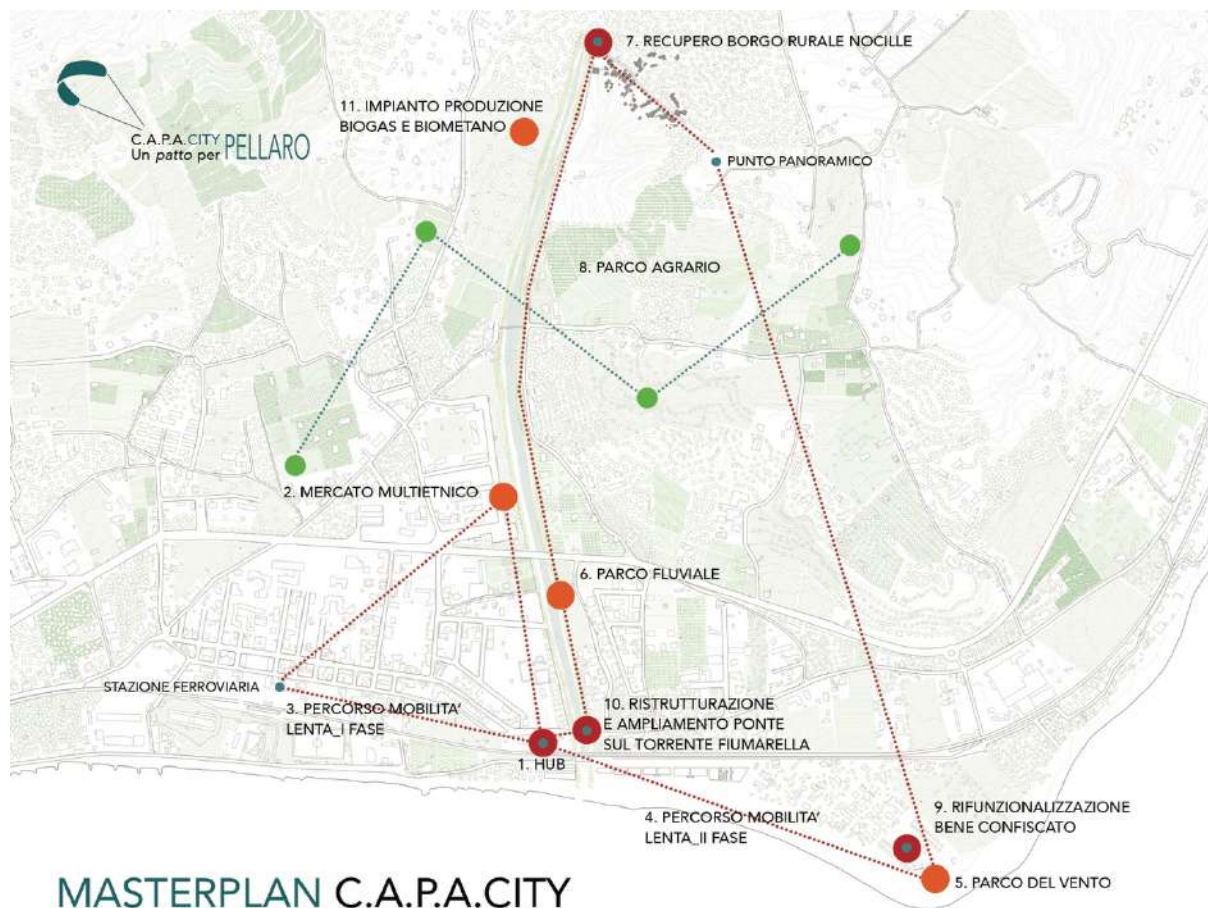 7. RECUPERO BORGO RURALE NOCILLE
11. IMPIANTO PRODUZIONE
BIOGAS E BIOMETANO
C.A.P.A.CITY
Un patto per PELLARO
PUNTO PANORAMICO
8. PARCO AGRARIO
2. MERCATO MULTIETNICO
6. PARCO FLUVIALE
STAZIONE FERROVIARIA
3. PERCORSO MOBILITA'
LENTA_I FASE
10. RISTRUTTURAZIONE
E AMPLIAMENTO PONTE
SUL TORRENTE FIUMARELLA
1. HUB
4. PERCORSO MOBILITA'
LENTA_II FASE
9. RIFUNZIONALIZZAZIONE
BENE CONFISCATO
5. PARCO DEL VENTO
MASTERPLAN C.A.P.A.CITY